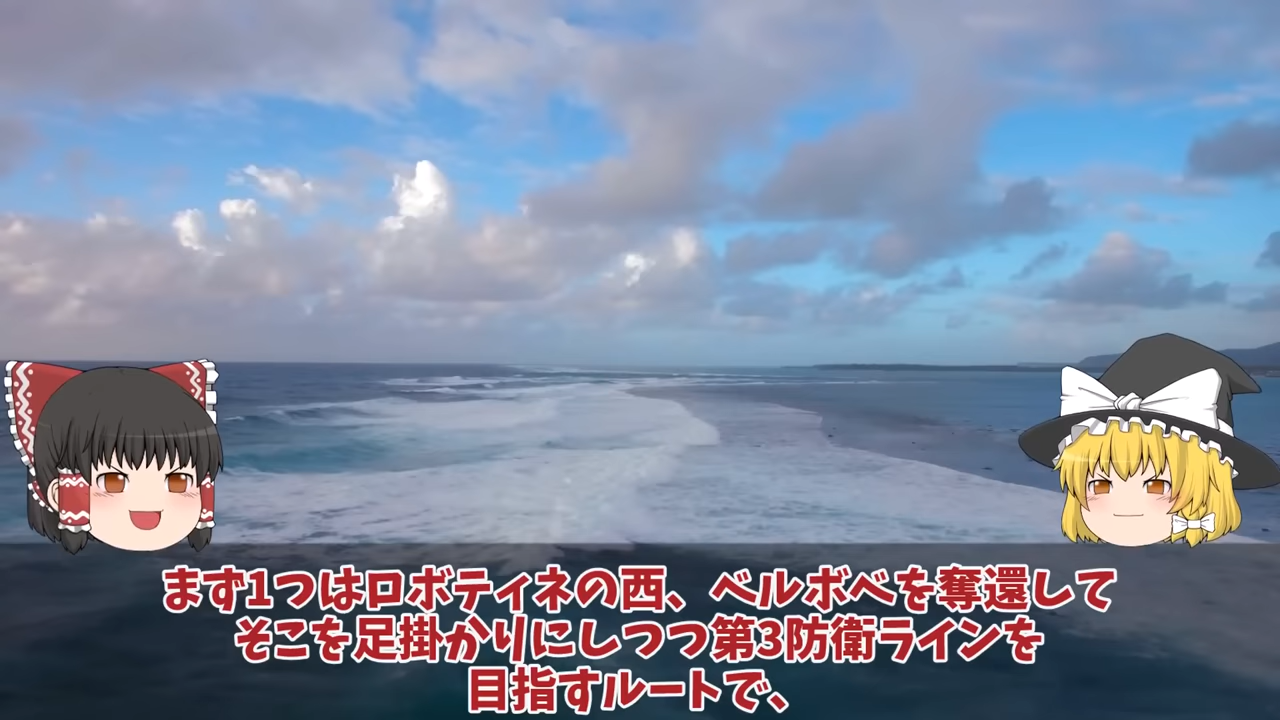 まず1つはロボティネの西、ベルボベを奪還して
そこを足掛かりにしつつ第3防衛ラインを
目指すルートで、